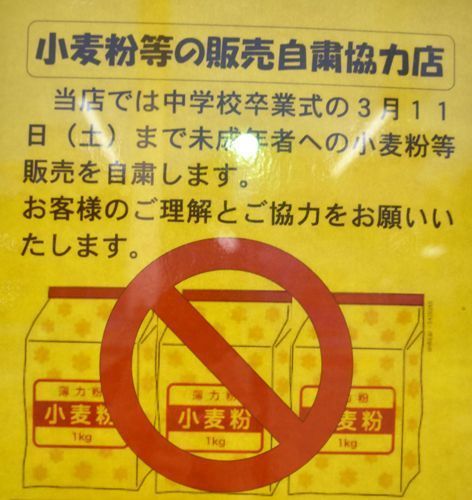 小麦粉等の販売自粛協力店
当店では中学校卒業式の３月１１
日（土）まで未成年者への小麦粉等
販売を自粛します。
お客様のご理解とご協力をお願いい
たします。
薄力粉 薄力粉 薄力粉
小麦粉 小麦粉 小麦粉
1kg 1kg 1kg